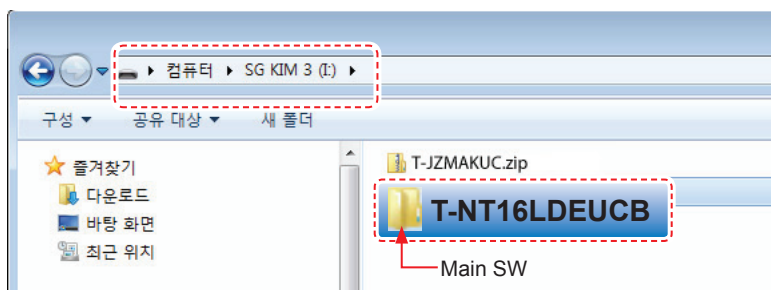 컴퓨터 ▸ SG KIM 3 (I:) ▸
구성 ▾ 공유 대상 ▾ 새 폴더
즐겨찾기
다운로드
바탕 화면
최근 위치
T-JZMAKUC.zip
T-NT16LDEUCB
Main SW